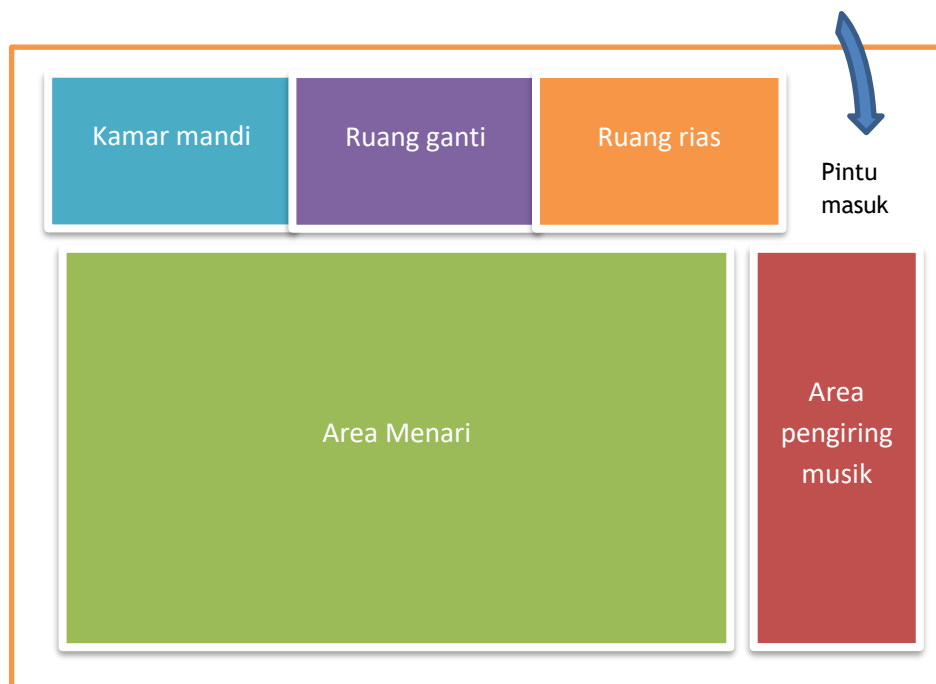 Kamar mandi
Ruang ganti
Ruang rias
Pintu
masuk
Area Menari
Area
pengiring
musik